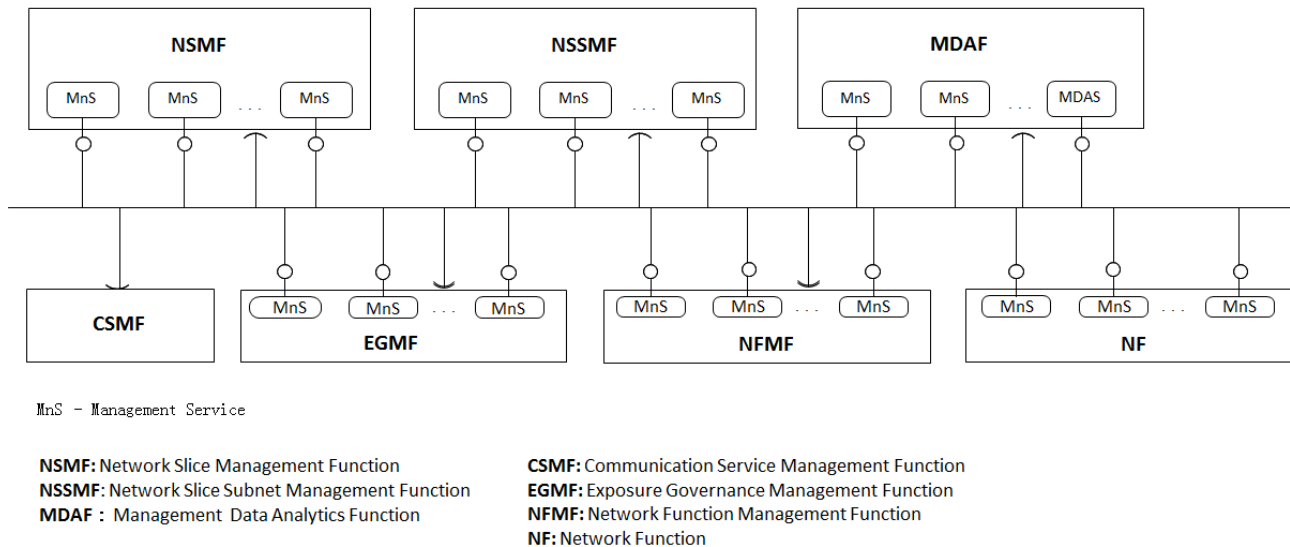 NSMF NSSMF MDAF
MnS MnS ... MnS MnS MnS ... MnS MnS MnS ... MDAS
MnS MnS ... MnS MnS MnS ... MnS MnS MnS ... MnS
CSMF EGMF NFMF NF
MnS - Management Service
NSMF: Network Slice Management Function
NSSMF: Network Slice Subnet Management Function
MDAF : Management Data Analytics Function
CSMF: Communication Service Management Function
EGMF: Exposure Governance Management Function
NFMF: Network Function Management Function
NF: Network Function